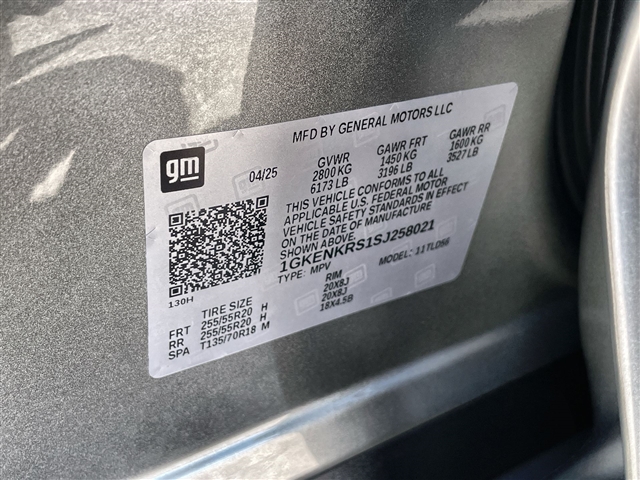 MFD BY GENERAL MOTORS LLC
gm
04/25
GVWR GAWR FRT GAWR RR
2800 KG 1450 KG 1600 KG
6173 LB 3196 LB 3527 LB
THIS VEHICLE CONFORMS TO ALL
APPLICABLE U.S. FEDERAL MOTOR
VEHICLE SAFETY STANDARDS IN EFFECT
ON THE DATE OF MANUFACTURE
SHOWN ABOVE.
1GKENKRS1SJ258021
TYPE: MPV MODEL: 11TLD56
130H
TIRE SIZE RIM
FRT 255/55R20 H 20X8J
RR 255/55R20 H 20X8J
SPA T135/70R18 M 18X4.5B